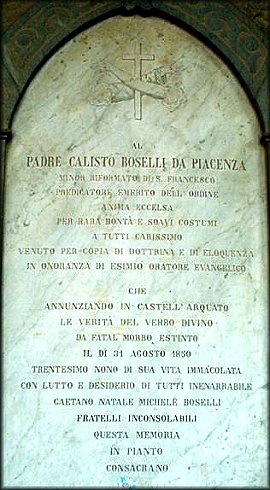 AL
PADRE CALISTO BOSELLI DA PIACENZA
MINOR RIFORMATO DI S. FRANCESCO
PREDICATORE EMERITO DELL'ORDINE
ANIMA ECCELSA
PER RARA BONTÀ E SOAVI COSTUMI
A TUTTI CARISSIMO
VENUTO PER COPIA DI DOTTRINA E DI ELOQUENZA
IN ONORANZA DI ESIMIO ORATORE EVANGELICO
CHE
ANNUNZIANDO IN CASTELL'ARQUATO
LE VERITÀ DEL VERBO DIVINO
DA FATAL MORBO ESTINTO
IL DÌ 31 AGOSTO 1850
TRENTESIMO NONO DI SUA VITA IMMACOLATA
CON LUTTO E DESIDERIO DI TUTTI INENARRABILE
GAETANO NATALE MICHELE BOSELLI
FRATELLI INCONSOLABILI
QUESTA MEMORIA
IN PIANTO
CONSACRANO